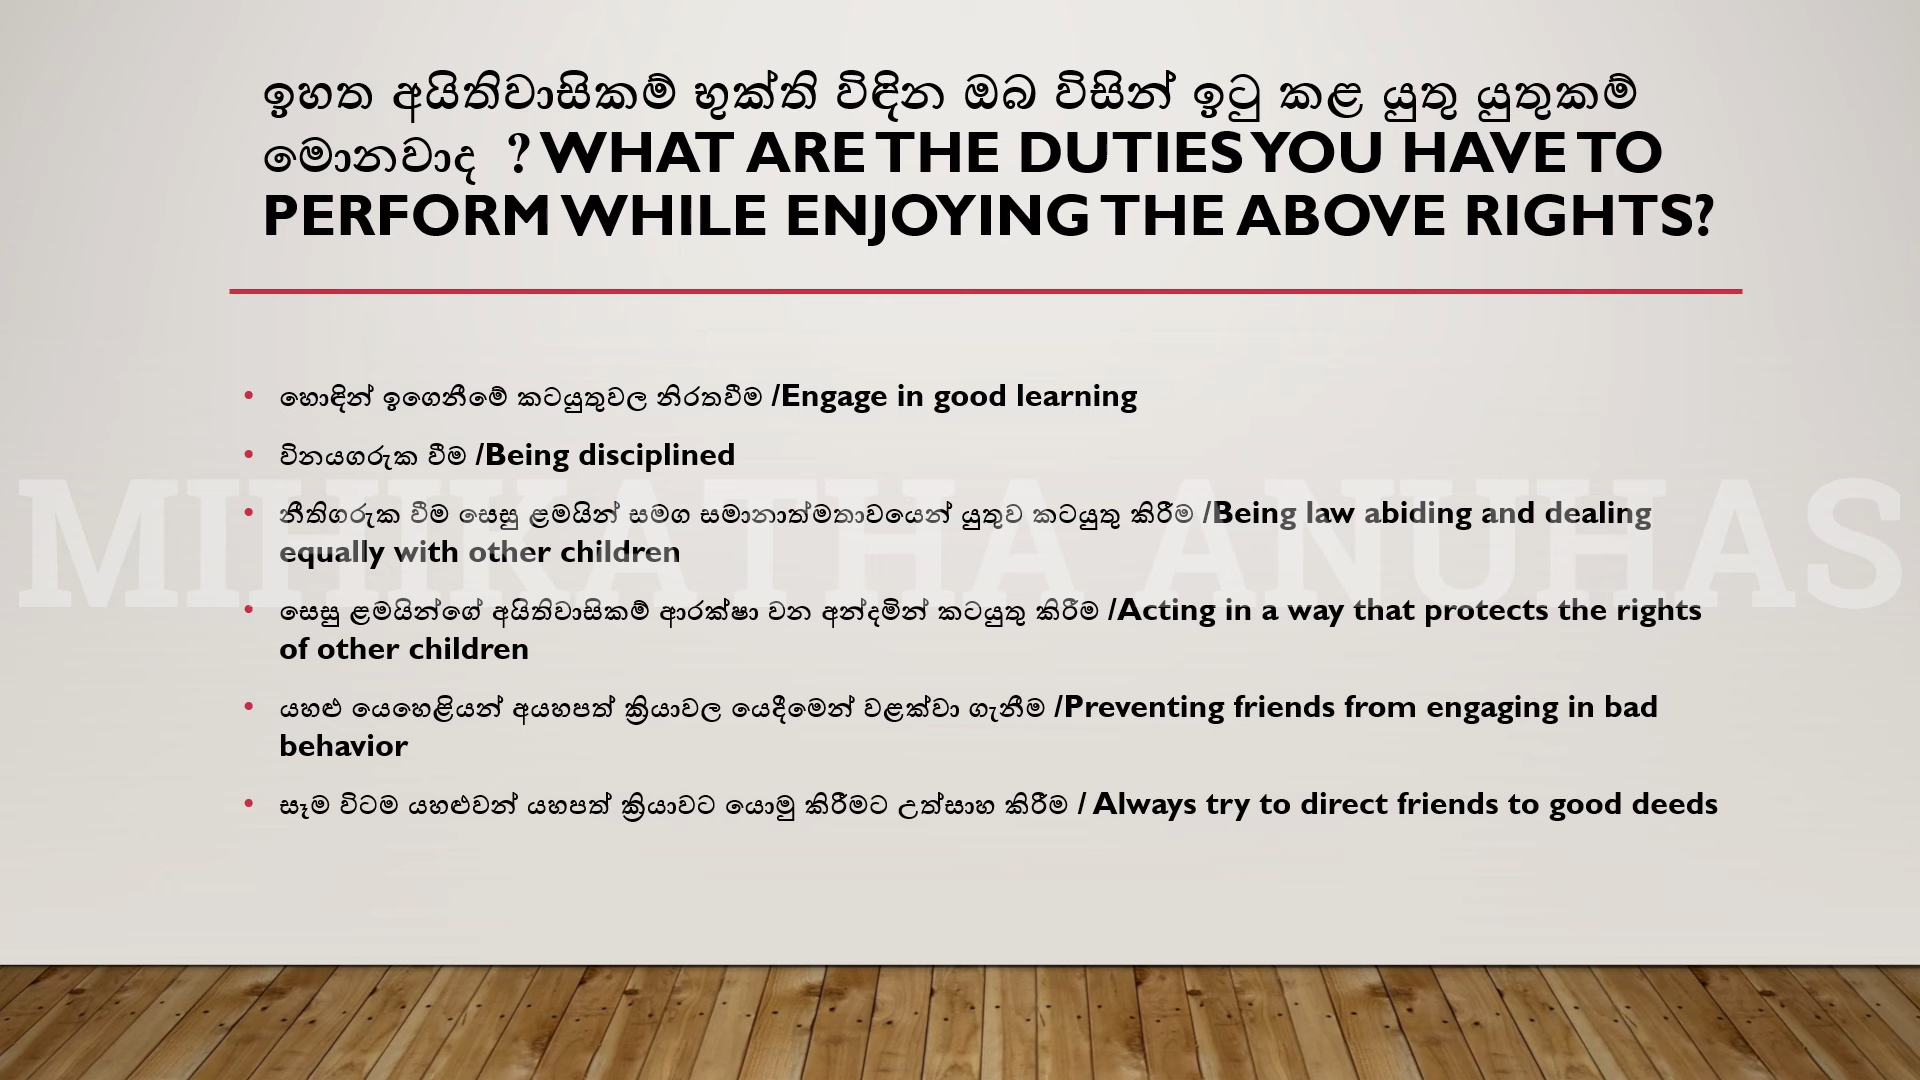 ඉහත අයිතිවාසිකම් භුක්ති විඳින ඔබ විසින් ඉටු කළ යුතු යුතුකම්
මොනවාද ? WHAT ARE THE DUTIES YOU HAVE TO
PERFORM WHILE ENJOYING THE ABOVE RIGHTS?
• හොඳින් ඉගෙනීමේ කටයුතුවල නිරතවීම /Engage in good learning
• විනයගරුක වීම /Being disciplined
• නීතිගරුක වීම සෙසු ළමයින් සමග සමානාත්මතාවයෙන් යුතුව කටයුතු කිරීම /Being law abiding and dealing
equally with other children
MIHIKATHA ANUHAS
• සෙසු ළමයින්ගේ අයිතිවාසිකම් ආරක්ෂා වන අන්දමින් කටයුතු කිරීම /Acting in a way that protects the rights
of other children
• යහළු යෙහෙළියන් අයහපත් ක්‍රියාවල යෙදීමෙන් වළක්වා ගැනීම /Preventing friends from engaging in bad
behavior
• සෑම විටම යහළුවන් යහපත් ක්‍රියාවට යොමු කිරීමට උත්සාහ කිරීම / Always try to direct friends to good deeds